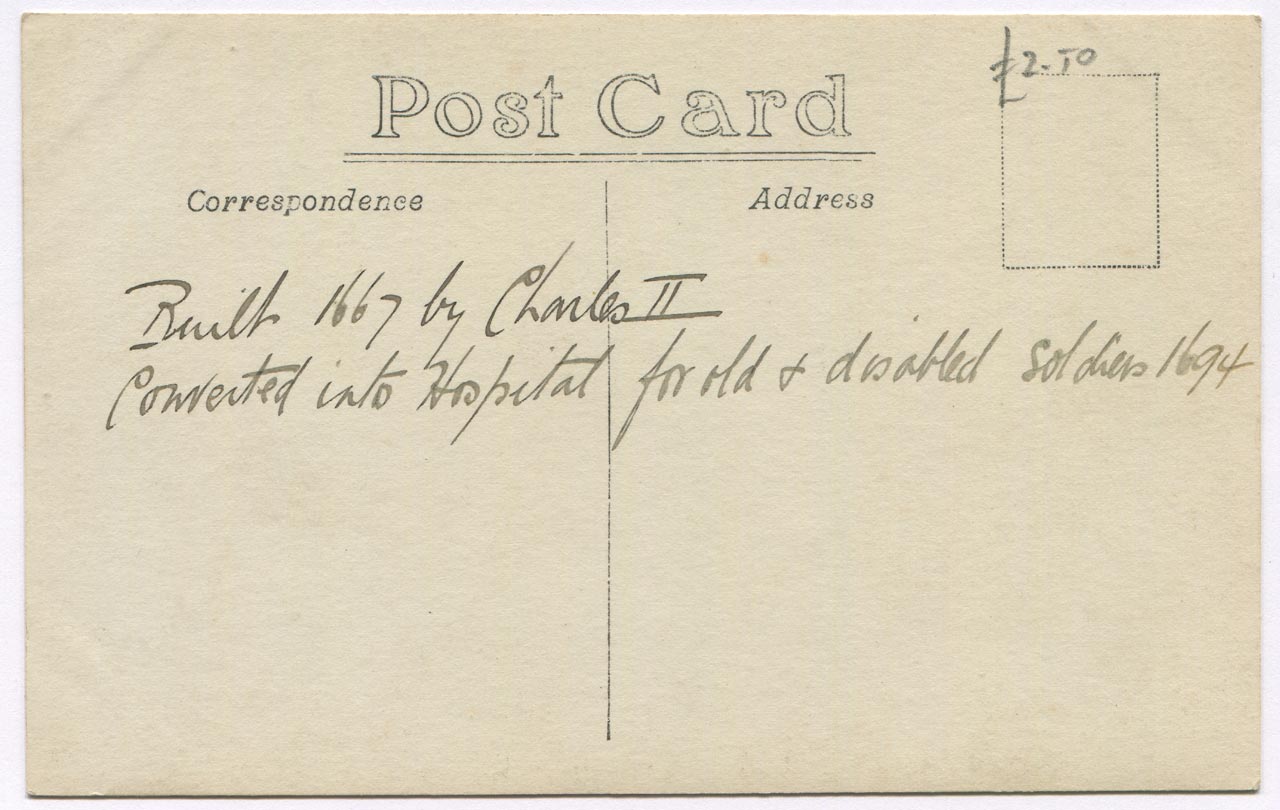 £2-50
Post Card
Correspondence
Address
Built 1667 by Charles II
Converted into Hospital for old & disabled soldiers 1694